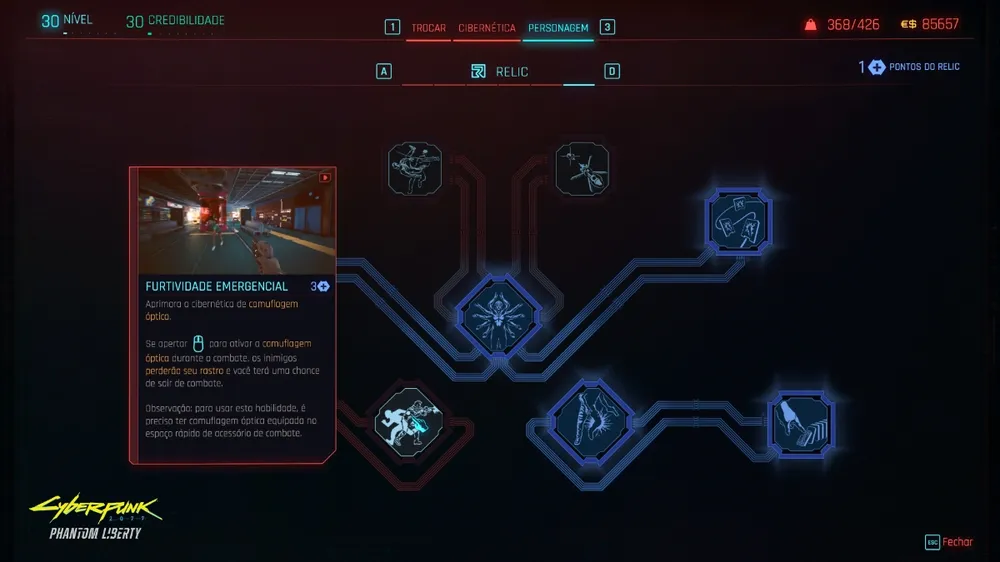 30 NÍVEL
30 CREDIBILIDADE
1 TROCAR CIBERNÉTICA PERSONAGEM 3
368/426 €$ 85657
A RELIC D
1 PONTOS DO RELIC
FURTIVIDADE EMERGENCIAL 3
Aprimora a cibernética de camuflagem
óptica.
Se apertar para ativar a camuflagem
óptica durante o combate, os inimigos
perderão seu rastro e você terá uma chance
de sair de combate.
Observação: para usar esta habilidade, é
preciso ter camuflagem óptica equipada no
espaço rápido de acessório de combate.
Cyberpunk
2077
PHANTOM LIBERTY
ESC Fechar